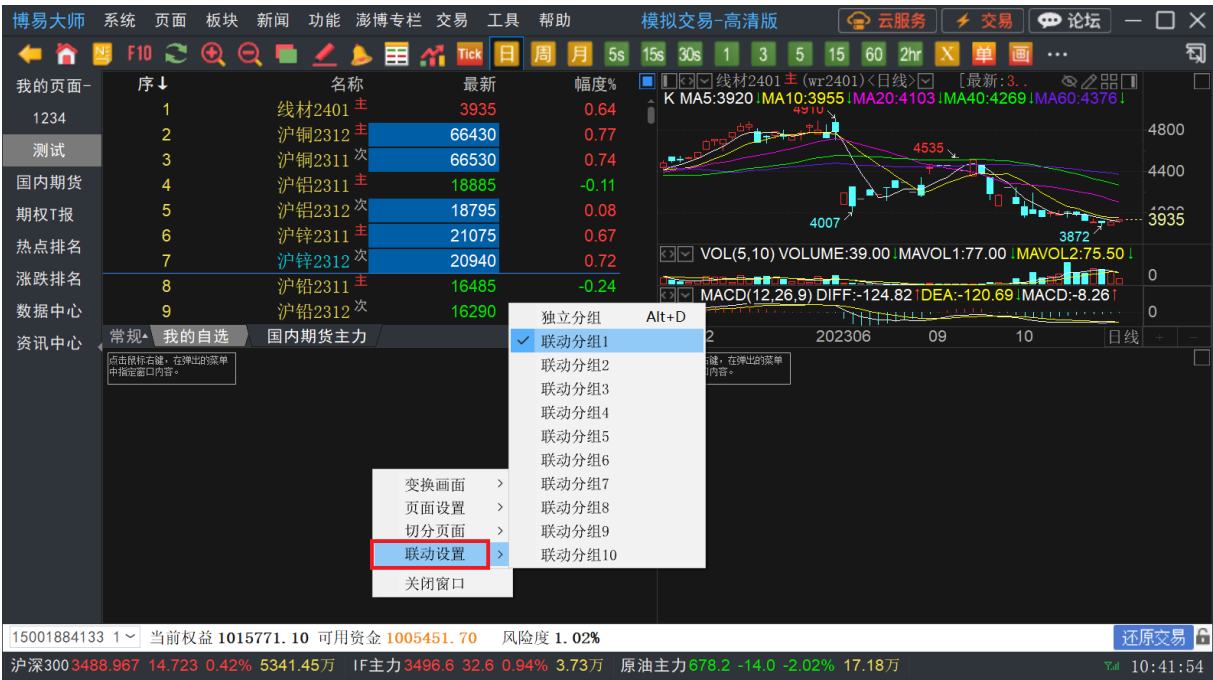 博易大师 系统 页面 板块 新闻 功能 澎博专栏 交易 工具 帮助 模拟交易-高清版 云服务 交易 论坛
F10 Tick 日 周 月 5s 15s 30s 1 3 5 15 60 2hr X 单 画 ...
我的页面-
1234
测试
国内期货
期权T报
热点排名
涨跌排名
数据中心
资讯中心
序↓ 名称 最新 幅度%
1 线材2401 主 3935 0.64
2 沪铜2312 主 66430 0.77
3 沪铜2311 次 66530 0.74
4 沪铝2311 主 18885 -0.11
5 沪铝2312 次 18795 0.08
6 沪锌2311 主 21075 0.67
7 沪锌2312 次 20940 0.72
8 沪铅2311 主 16485 -0.24
9 沪铅2312 次 16290
常规 我的自选 国内期货主力
线材2401 主 (wr2401)<日线> [最新:3..
K MA5:3920↓MA10:3955↓MA20:4103↓MA40:4269↓MA60:4376↓
4910
4535
4007
3872
4800
4400
3935
VOL(5,10) VOLUME:39.00↓MAVOL1:77.00↓MAVOL2:75.50↓
0
MACD(12,26,9) DIFF:-124.82↑DEA:-120.69↓MACD:-8.26↑
0
2 202306 09 10 日线 + -
点击鼠标右键，在弹出的菜单
中指定窗口内容。
右键，在弹出的菜单
口内容。
变换画面 >
页面设置 >
切分页面 >
联动设置 >
关闭窗口
独立分组 Alt+D
✓ 联动分组1
联动分组2
联动分组3
联动分组4
联动分组5
联动分组6
联动分组7
联动分组8
联动分组9
联动分组10
15001884133 1 当前权益 1015771.10 可用资金 1005451.70 风险度 1.02% 还原交易
沪深300 3488.967 14.723 0.42% 5341.45万 IF主力 3496.6 32.6 0.94% 3.73万 原油主力 678.2 -14.0 -2.02% 17.18万 10:41:54